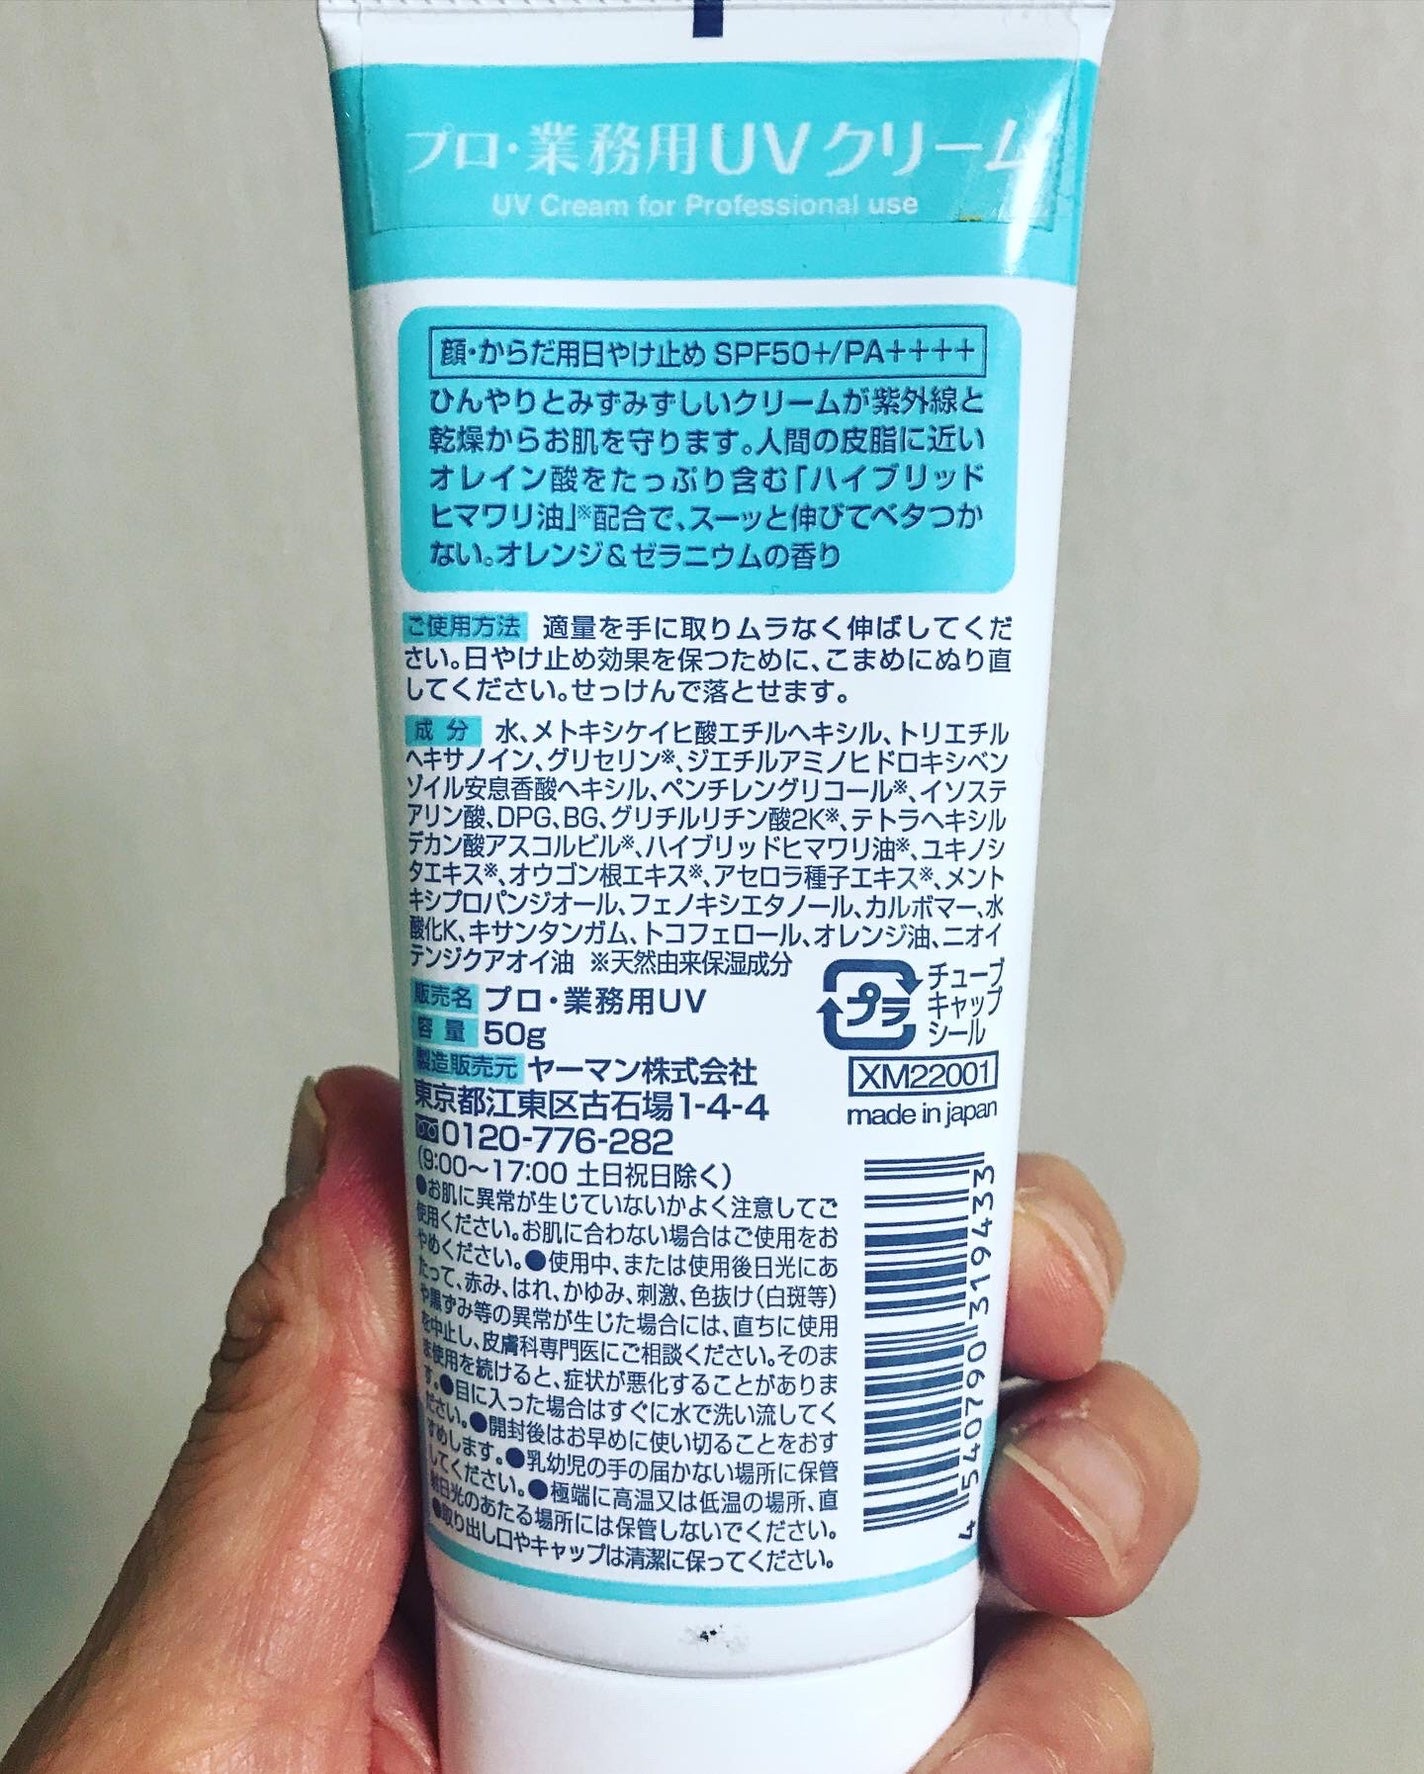 プロ・業務用UVクリーム
UV Cream for Professional use
顔・からだ用日やけ止め SPF50+/PA++++
ひんやりとみずみずしいクリームが紫外線と
乾燥からお肌を守ります。人間の皮脂に近い
オレイン酸をたっぷり含む「ハイブリッド
ヒマワリ油」※配合で、スーッと伸びてベタつか
ない。オレンジ&ゼラニウムの香り
ご使用方法 適量を手に取りムラなく伸ばしてくだ
さい。日やけ止め効果を保つために、こまめにぬり直
してください。せっけんで落とせます。
成分 水、メトキシケイヒ酸エチルヘキシル、トリエチル
ヘキサノイン、グリセリン※、ジエチルアミノヒドロキシベン
ゾイル安息香酸ヘキシル、ペンチレングリコール※、イソステ
アリン酸、DPG、BG、グリチルリチン酸2K※、テトラヘキシル
デカン酸アスコルビル※、ハイブリッドヒマワリ油※、ユキノシ
タエキス※、オウゴン根エキス※、アセロラ種子エキス※、メント
キシプロパンジオール、フェノキシエタノール、カルボマー、水
酸化K、キサンタンガム、トコフェロール、オレンジ油、ニオイ
テンジクアオイ油 ※天然由来保湿成分
販売名 プロ・業務用UV
容量 50g
製造販売元 ヤーマン株式会社
東京都江東区古石場1-4-4
0120-776-282
(9:00〜17:00 土日祝日除く)
プラ
チューブ
キャップ
シール
XM22001
made in japan
●お肌に異常が生じていないかよく注意してご
使用ください。お肌に合わない場合はご使用をお
やめください。●使用中、または使用後日光にあ
たって、赤み、はれ、かゆみ、刺激、色抜け(白斑等)
や黒ずみ等の異常が生じた場合には、直ちに使用
を中止し、皮膚科専門医にご相談ください。そのま
ま使用を続けると、症状が悪化することがありま
す。●目に入った場合はすぐに水で洗い流してく
ださい。●開封後はお早めに使い切ることをおす
すめします。●乳幼児の手の届かない場所に保管
してください。●極端に高温又は低温の場所、直
射日光のあたる場所には保管しないでください。
●取り出し口やキャップは清潔に保ってください。
4 540790 319433